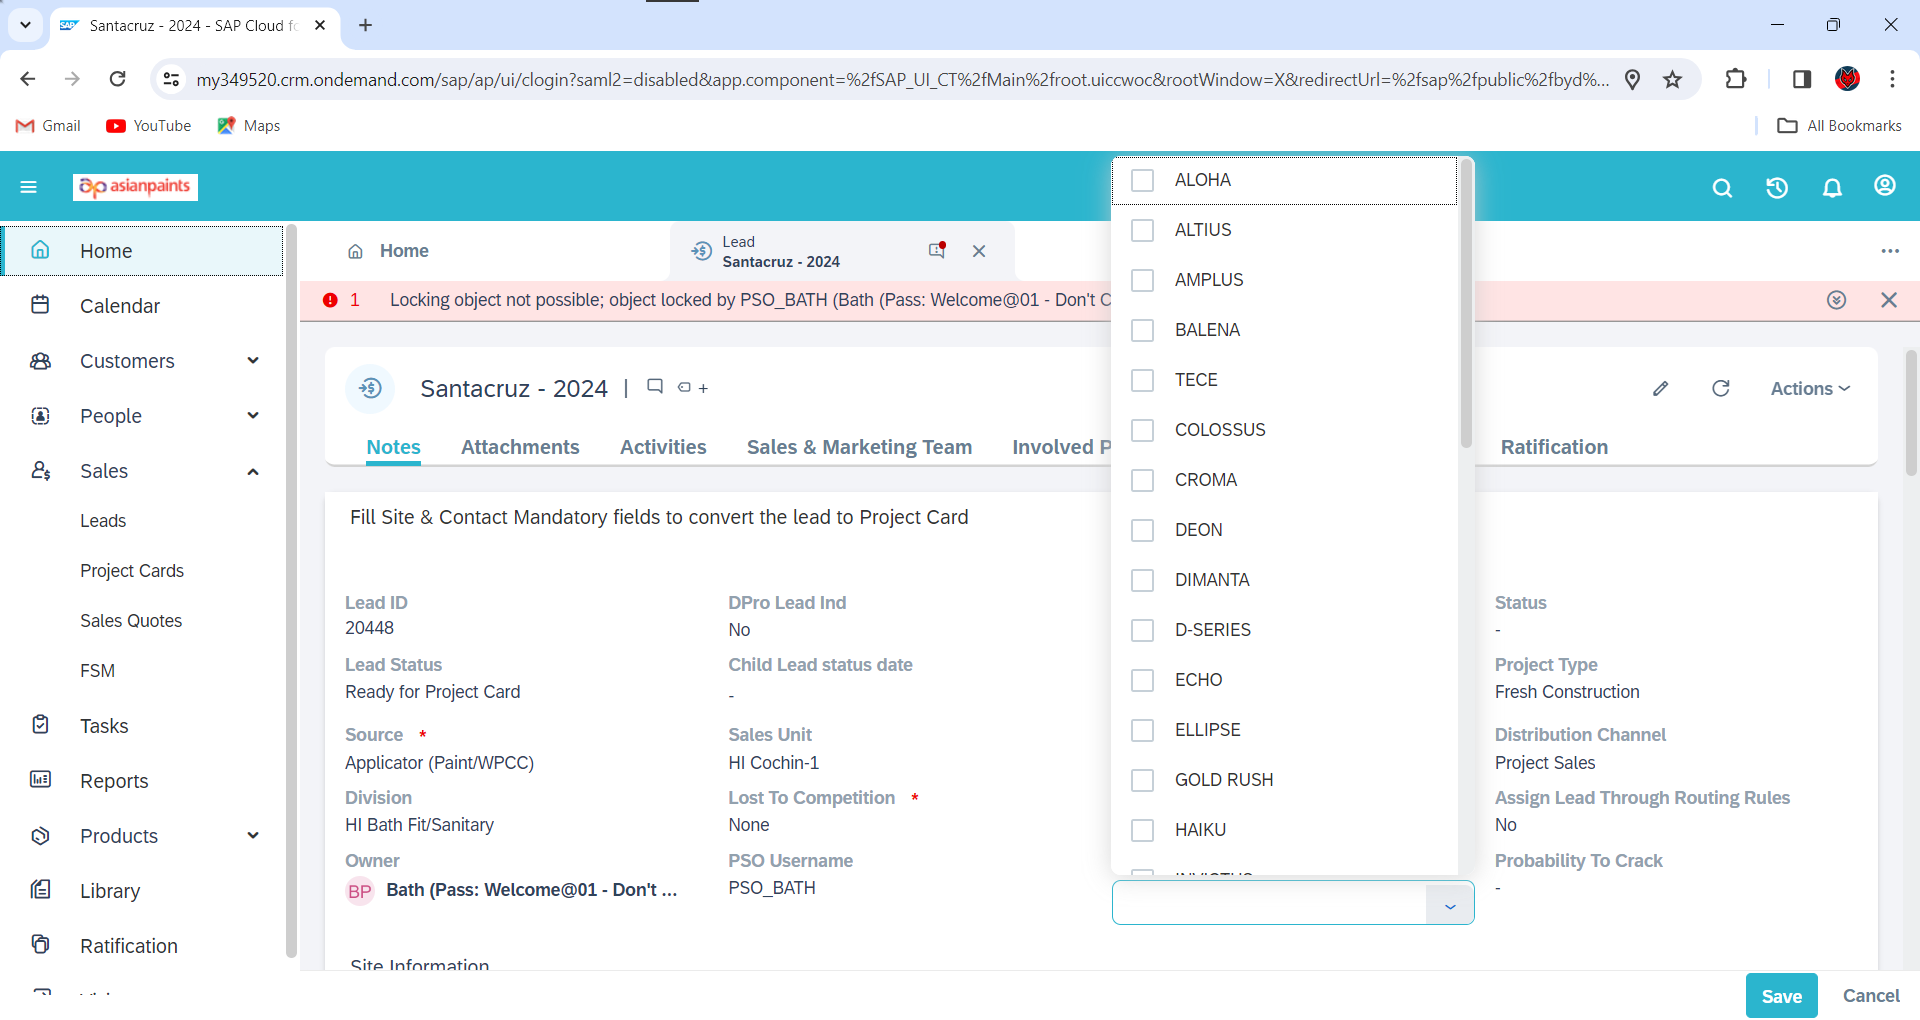 Santacruz - 2024 - SAP Cloud fo
my349520.crm.ondemand.com/sap/ap/ui/clogin?saml2=disabled&app.component=%2fSAP_UI_CT%2fMain%2froot.uiccwoc&rootWindow=X&redirectUrl=%2fsap%2fpublic%2fbyd%...
Gmail
YouTube
Maps
All Bookmarks
asianpaints
Home
Calendar
Customers
People
Sales
Leads
Project Cards
Sales Quotes
FSM
Tasks
Reports
Products
Library
Ratification
Home
Lead
Santacruz - 2024
1 Locking object not possible; object locked by PSO_BATH (Bath (Pass: Welcome@01 - Don't C
Santacruz - 2024
Actions
Notes
Attachments
Activities
Sales & Marketing Team
Involved P
Ratification
Fill Site & Contact Mandatory fields to convert the lead to Project Card
Lead ID
20448
Lead Status
Ready for Project Card
Source *
Applicator (Paint/WPCC)
Division
HI Bath Fit/Sanitary
Owner
BP Bath (Pass: Welcome@01 - Don't ...
DPro Lead Ind
No
Child Lead status date
-
Sales Unit
HI Cochin-1
Lost To Competition *
None
PSO Username
PSO_BATH
ALOHA
ALTIUS
AMPLUS
BALENA
TECE
COLOSSUS
CROMA
DEON
DIMANTA
D-SERIES
ECHO
ELLIPSE
GOLD RUSH
HAIKU
Status
-
Project Type
Fresh Construction
Distribution Channel
Project Sales
Assign Lead Through Routing Rules
No
Probability To Crack
-
Site Information
Save
Cancel